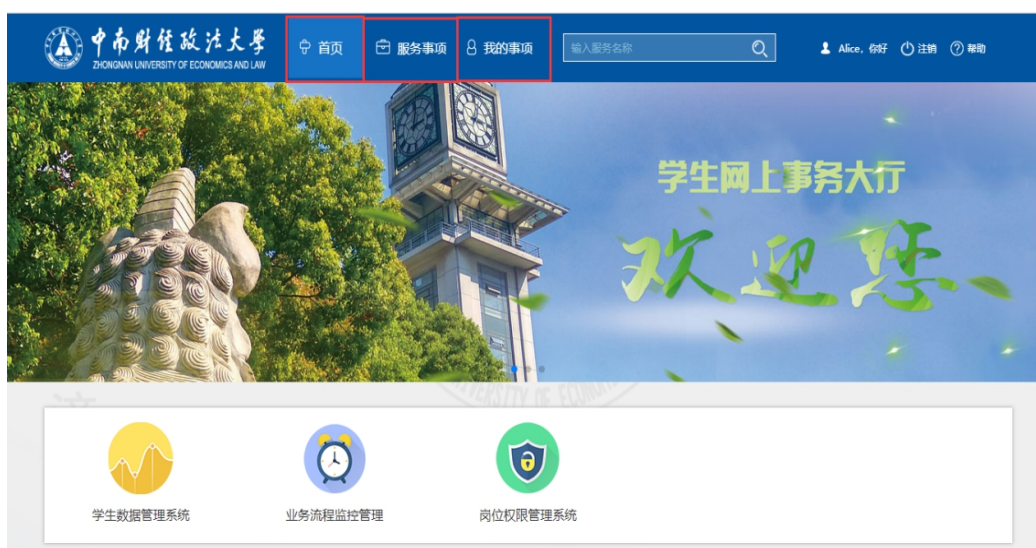 中南财经政法大学
ZHONGNAN UNIVERSITY OF ECONOMICS AND LAW
首页
服务事项
我的事项
输入服务名称
Alice，你好
注销
帮助
学生网上事务大厅
欢迎您
VERSITY OF ECONOM
学生数据管理系统
业务流程监控管理
岗位权限管理系统